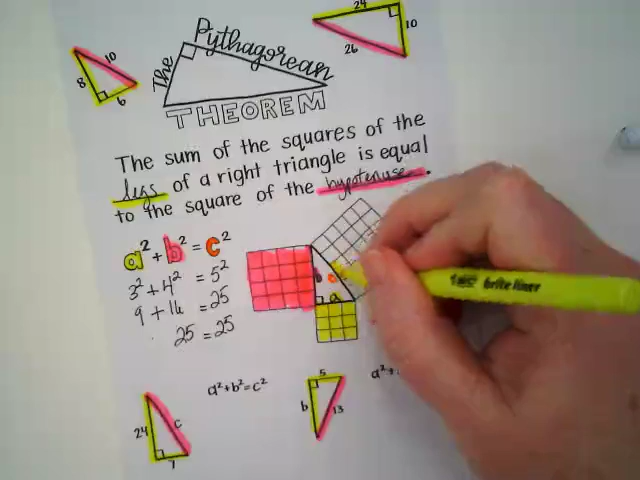 24
10
26
10
8
6
The Pythagorean
THEOREM
The sum of the squares of the
legs of a right triangle is equal
to the square of the hypotenuse.
a² + b² = c²
3² + 4² = 5²
9 + 16 = 25
25 = 25
b
c
a
brite liner
a²+b²=c²
24
c
7
5
b
13
a²+